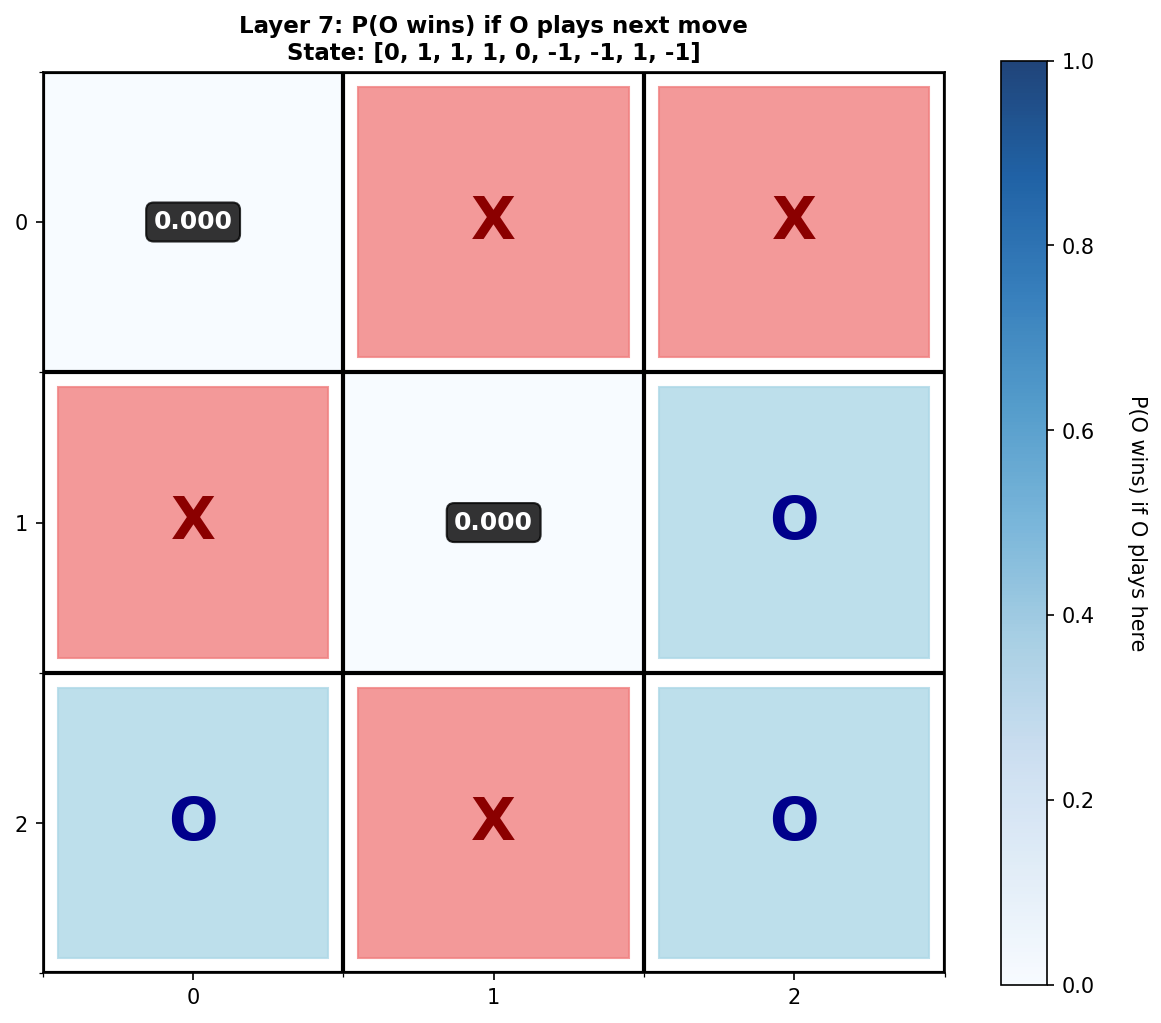 Layer 7: P(O wins) if O plays next move
State: [0, 1, 1, 1, 0, -1, -1, 1, -1]
0
0.000
X
X
1
X
0.000
O
2
O
X
O
0
1
2
1.0
0.8
0.6
0.4
0.2
0.0
P(O wins) if O plays here